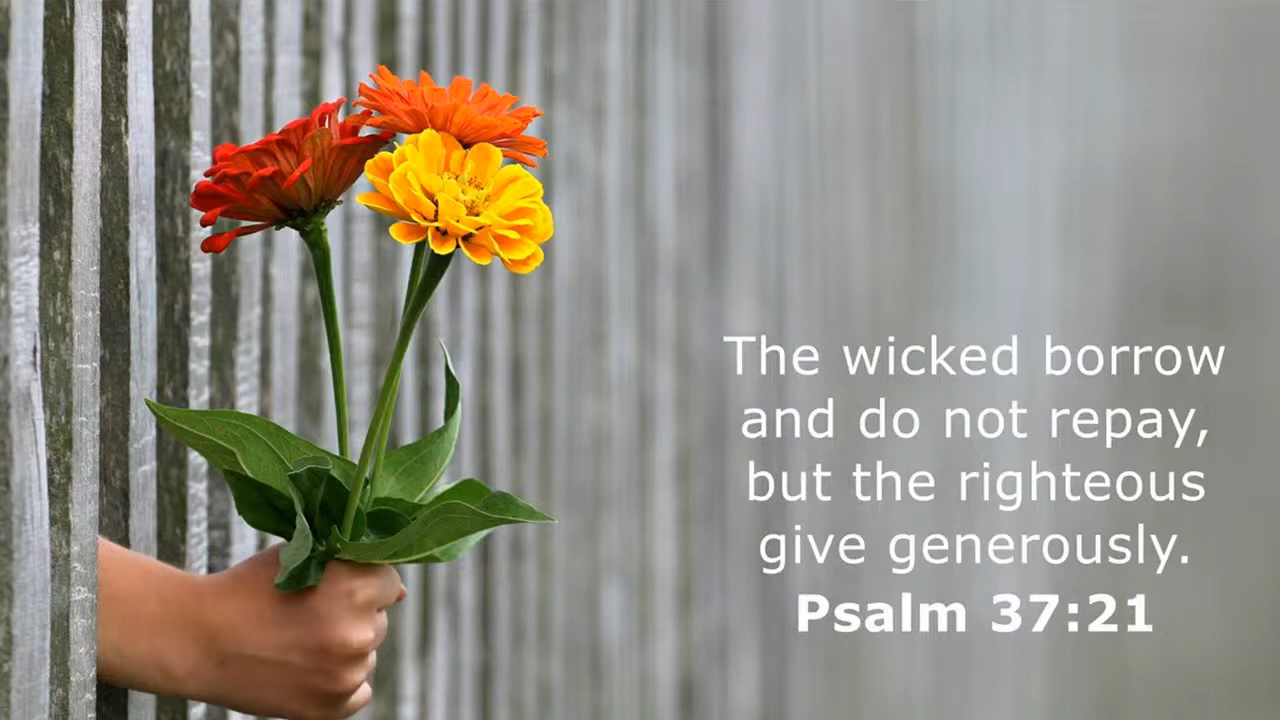 The wicked borrow
and do not repay,
but the righteous
give generously.
Psalm 37:21